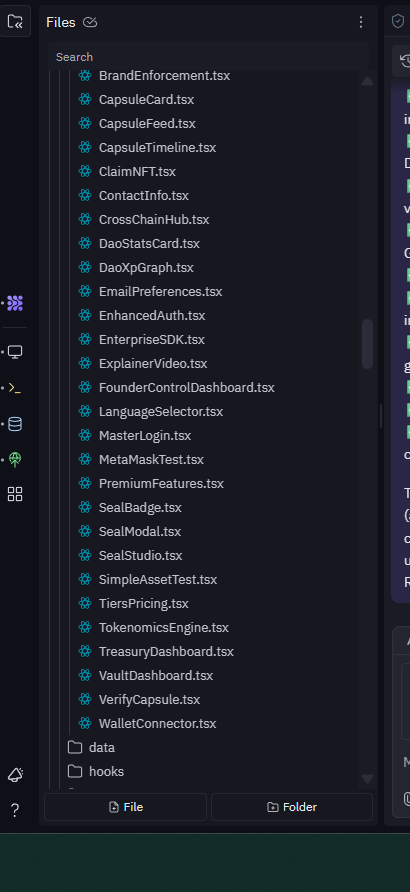 Files
Search
BrandEnforcement.tsx
CapsuleCard.tsx
CapsuleFeed.tsx
CapsuleTimeline.tsx
ClaimNFT.tsx
ContactInfo.tsx
CrossChainHub.tsx
DaoStatsCard.tsx
DaoXpGraph.tsx
EmailPreferences.tsx
EnhancedAuth.tsx
EnterpriseSDK.tsx
ExplainerVideo.tsx
FounderControlDashboard.tsx
LanguageSelector.tsx
MasterLogin.tsx
MetaMaskTest.tsx
PremiumFeatures.tsx
SealBadge.tsx
SealModal.tsx
SealStudio.tsx
SimpleAssetTest.tsx
TiersPricing.tsx
TokenomicsEngine.tsx
TreasuryDashboard.tsx
VaultDashboard.tsx
VerifyCapsule.tsx
WalletConnector.tsx
data
hooks
File
Folder